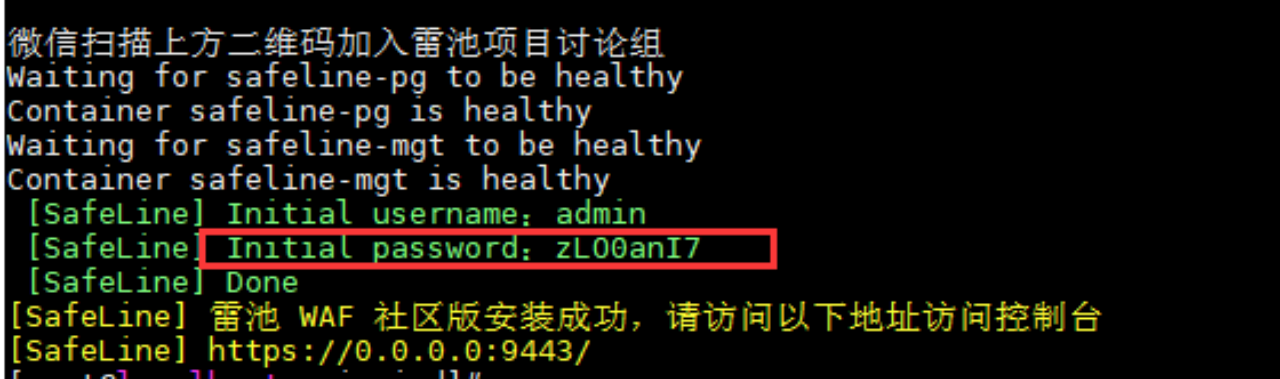 微信扫描上方二维码加入雷池项目讨论组
Waiting for safeline-pg to be healthy
Container safeline-pg is healthy
Waiting for safeline-mgt to be healthy
Container safeline-mgt is healthy
[SafeLine] Initial username：admin
[SafeLine] Initial password：zLO0anI7
[SafeLine] Done
[SafeLine] 雷池 WAF 社区版安装成功，请访问以下地址访问控制台
[SafeLine] https://0.0.0.0:9443/